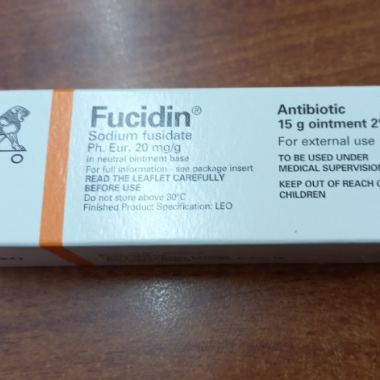 Fucidin®
Sodium fusidate
Ph. Eur. 20 mg/g
in neutral ointment base
For full information see package insert
READ THE LEAFLET CAREFULLY
BEFORE USE
Do not store above 30°C
Finished Product Specification: LEO
Antibiotic
15 g ointment 2
For external use
TO BE USED UNDER
MEDICAL SUPERVISION
KEEP OUT OF REACH
CHILDREN